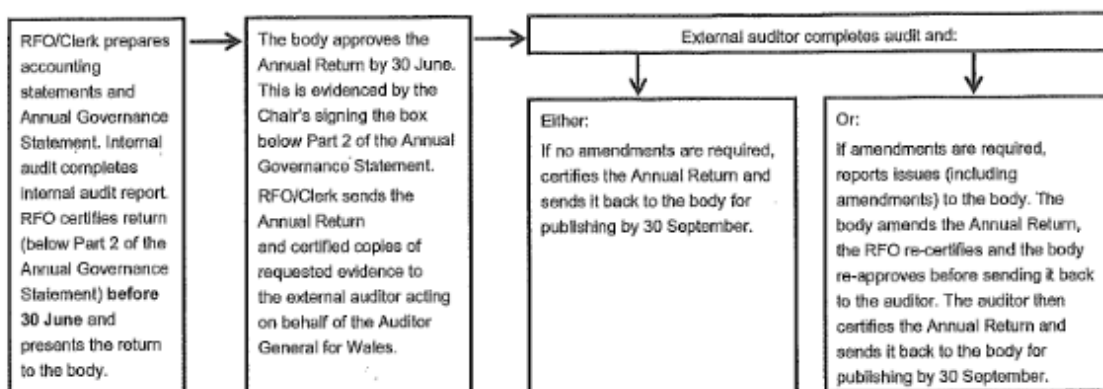 RFO/Clerk prepares
accounting
statements and
Annual Governance
Statement. Internal
audit completes
internal audit report.
RFO certifies return
(below Part 2 of the
Annual Governance
Statement) before
30 June and
presents the return
to the body.
The body approves the
Annual Return by 30 June.
This is evidenced by the
Chair's signing the box
below Part 2 of the Annual
Governance Statement.
RFO/Clerk sends the
Annual Return
and certified copies of
requested evidence to
the external auditor acting
on behalf of the Auditor
General for Wales.
External auditor completes audit and:
Either:
If no amendments are required,
certifies the Annual Return and
sends it back to the body for
publishing by 30 September.
Or:
If amendments are required,
reports issues (including
amendments) to the body. The
body amends the Annual Return,
the RFO re-certifies and the body
re-approves before sending it back
to the auditor. The auditor then
certifies the Annual Return and
sends it back to the body for
publishing by 30 September.